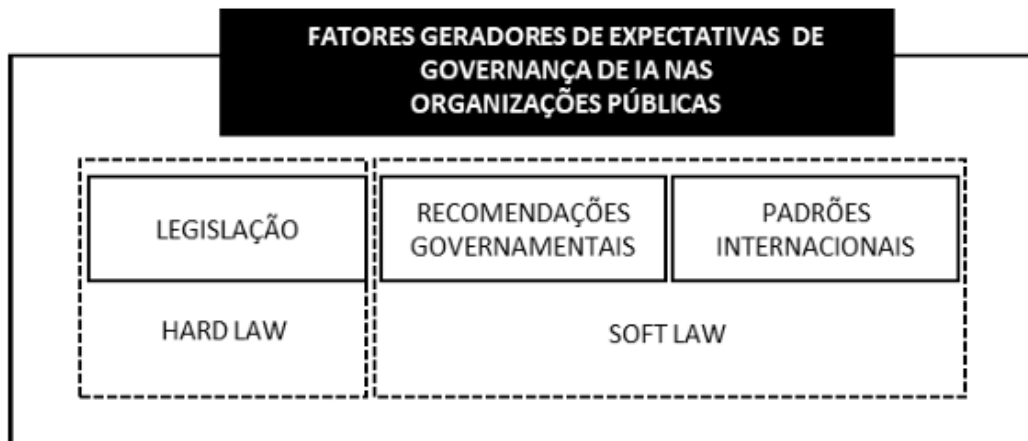 FATORES GERADORES DE EXPECTATIVAS DE
GOVERNANÇA DE IA NAS
ORGANIZAÇÕES PÚBLICAS
LEGISLAÇÃO
RECOMENDAÇÕES
GOVERNAMENTAIS
PADRÕES
INTERNACIONAIS
HARD LAW
SOFT LAW